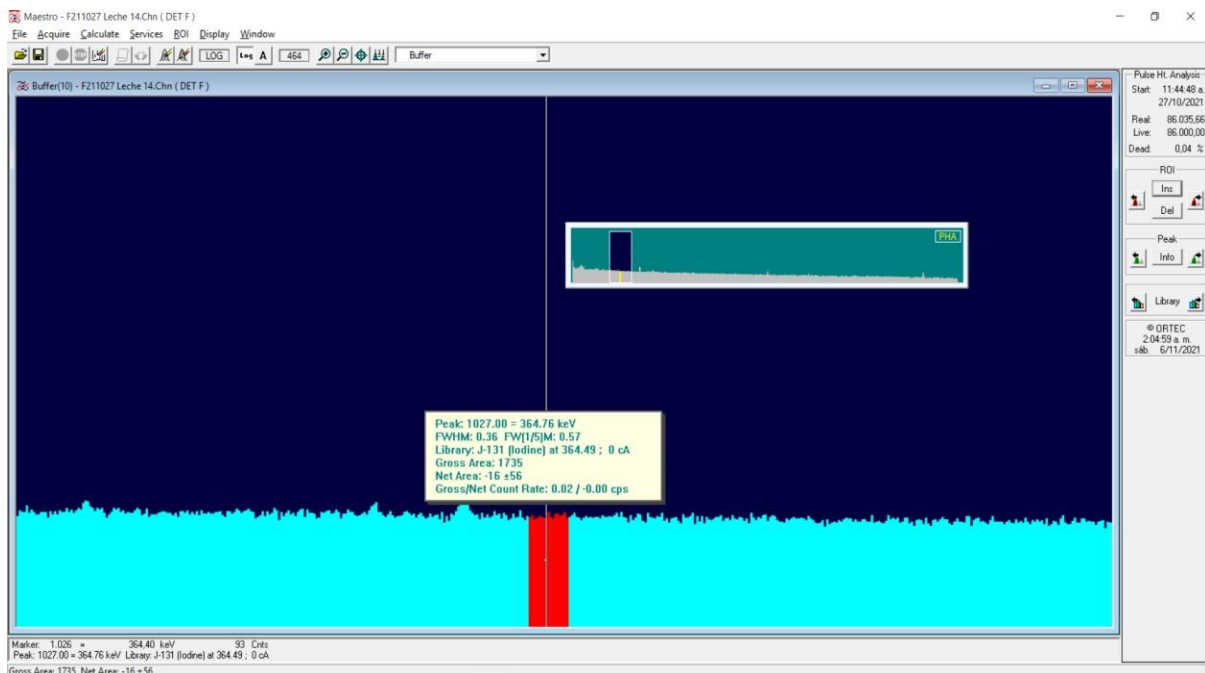 Maestro - F211027 Leche 14.Chn ( DET F )
File Acquire Calculate Services ROI Display Window
LOG Log A 464 Buffer
Buffer(10) - F211027 Leche 14.Chn ( DET F )
PHA
Peak: 1027.00 = 364.76 keV
FWHM: 0.36 FW(1/5)M: 0.57
Library: J-131 (Iodine) at 364.49 ; 0 cA
Gross Area: 1735
Net Area: -16 ±56
Gross/Net Count Rate: 0.02 / -0.00 cps
Pulse Ht. Analysis
Start: 11:44:48 a.
27/10/2021
Real: 86.035,66
Live: 86.000,00
Dead: 0,04 %
ROI
Ins
Del
Peak
Info
Library
© ORTEC
2:04:59 a. m.
sáb. 6/11/2021
Marker: 1.026 = 364,40 keV 93 Cnts
Peak: 1027.00 = 364.76 keV Library: J-131 (Iodine) at 364.49 ; 0 cA
Gross Area: 1735 Net Area: -16 ±56